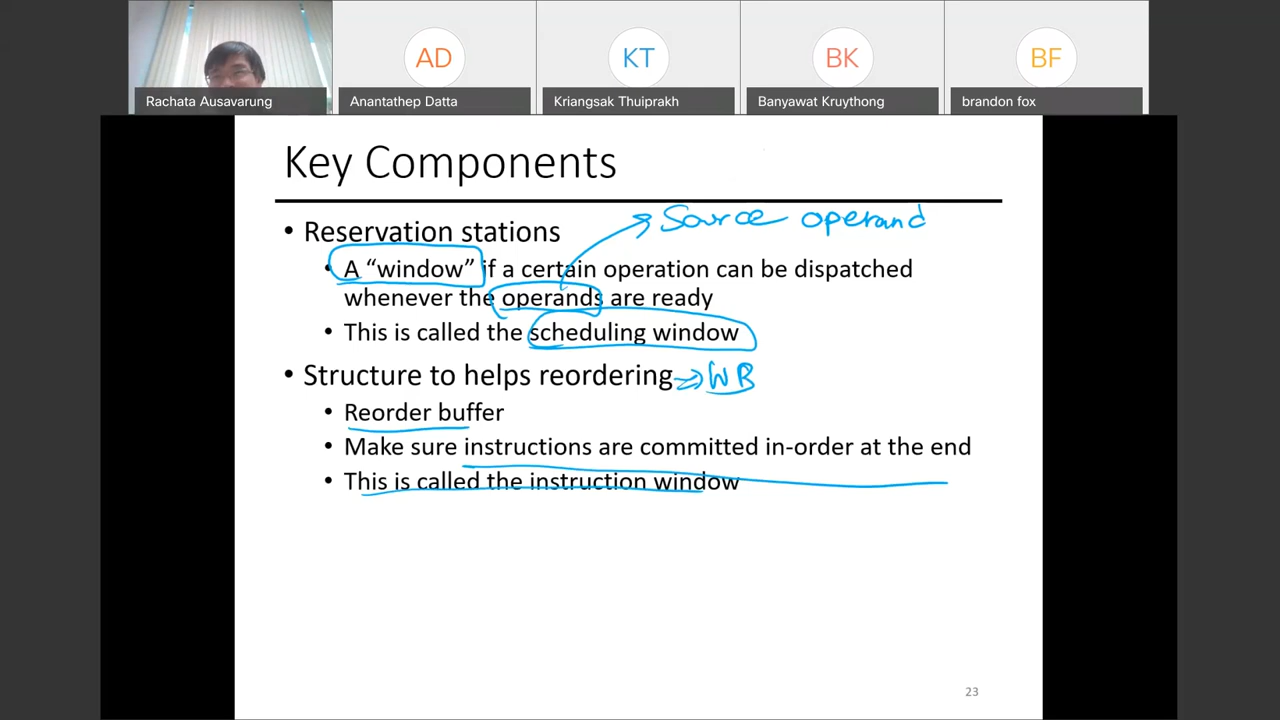 AD
KT
BK
BF
Rachata Ausavarung
Anantathep Datta
Kriangsak Thuiprakh
Banyawat Kruythong
brandon fox
Key Components
Source operand
• Reservation stations
• A “window” if a certain operation can be dispatched
whenever the operands are ready
• This is called the scheduling window
• Structure to helps reordering => WB
• Reorder buffer
• Make sure instructions are committed in-order at the end
• This is called the instruction window
23